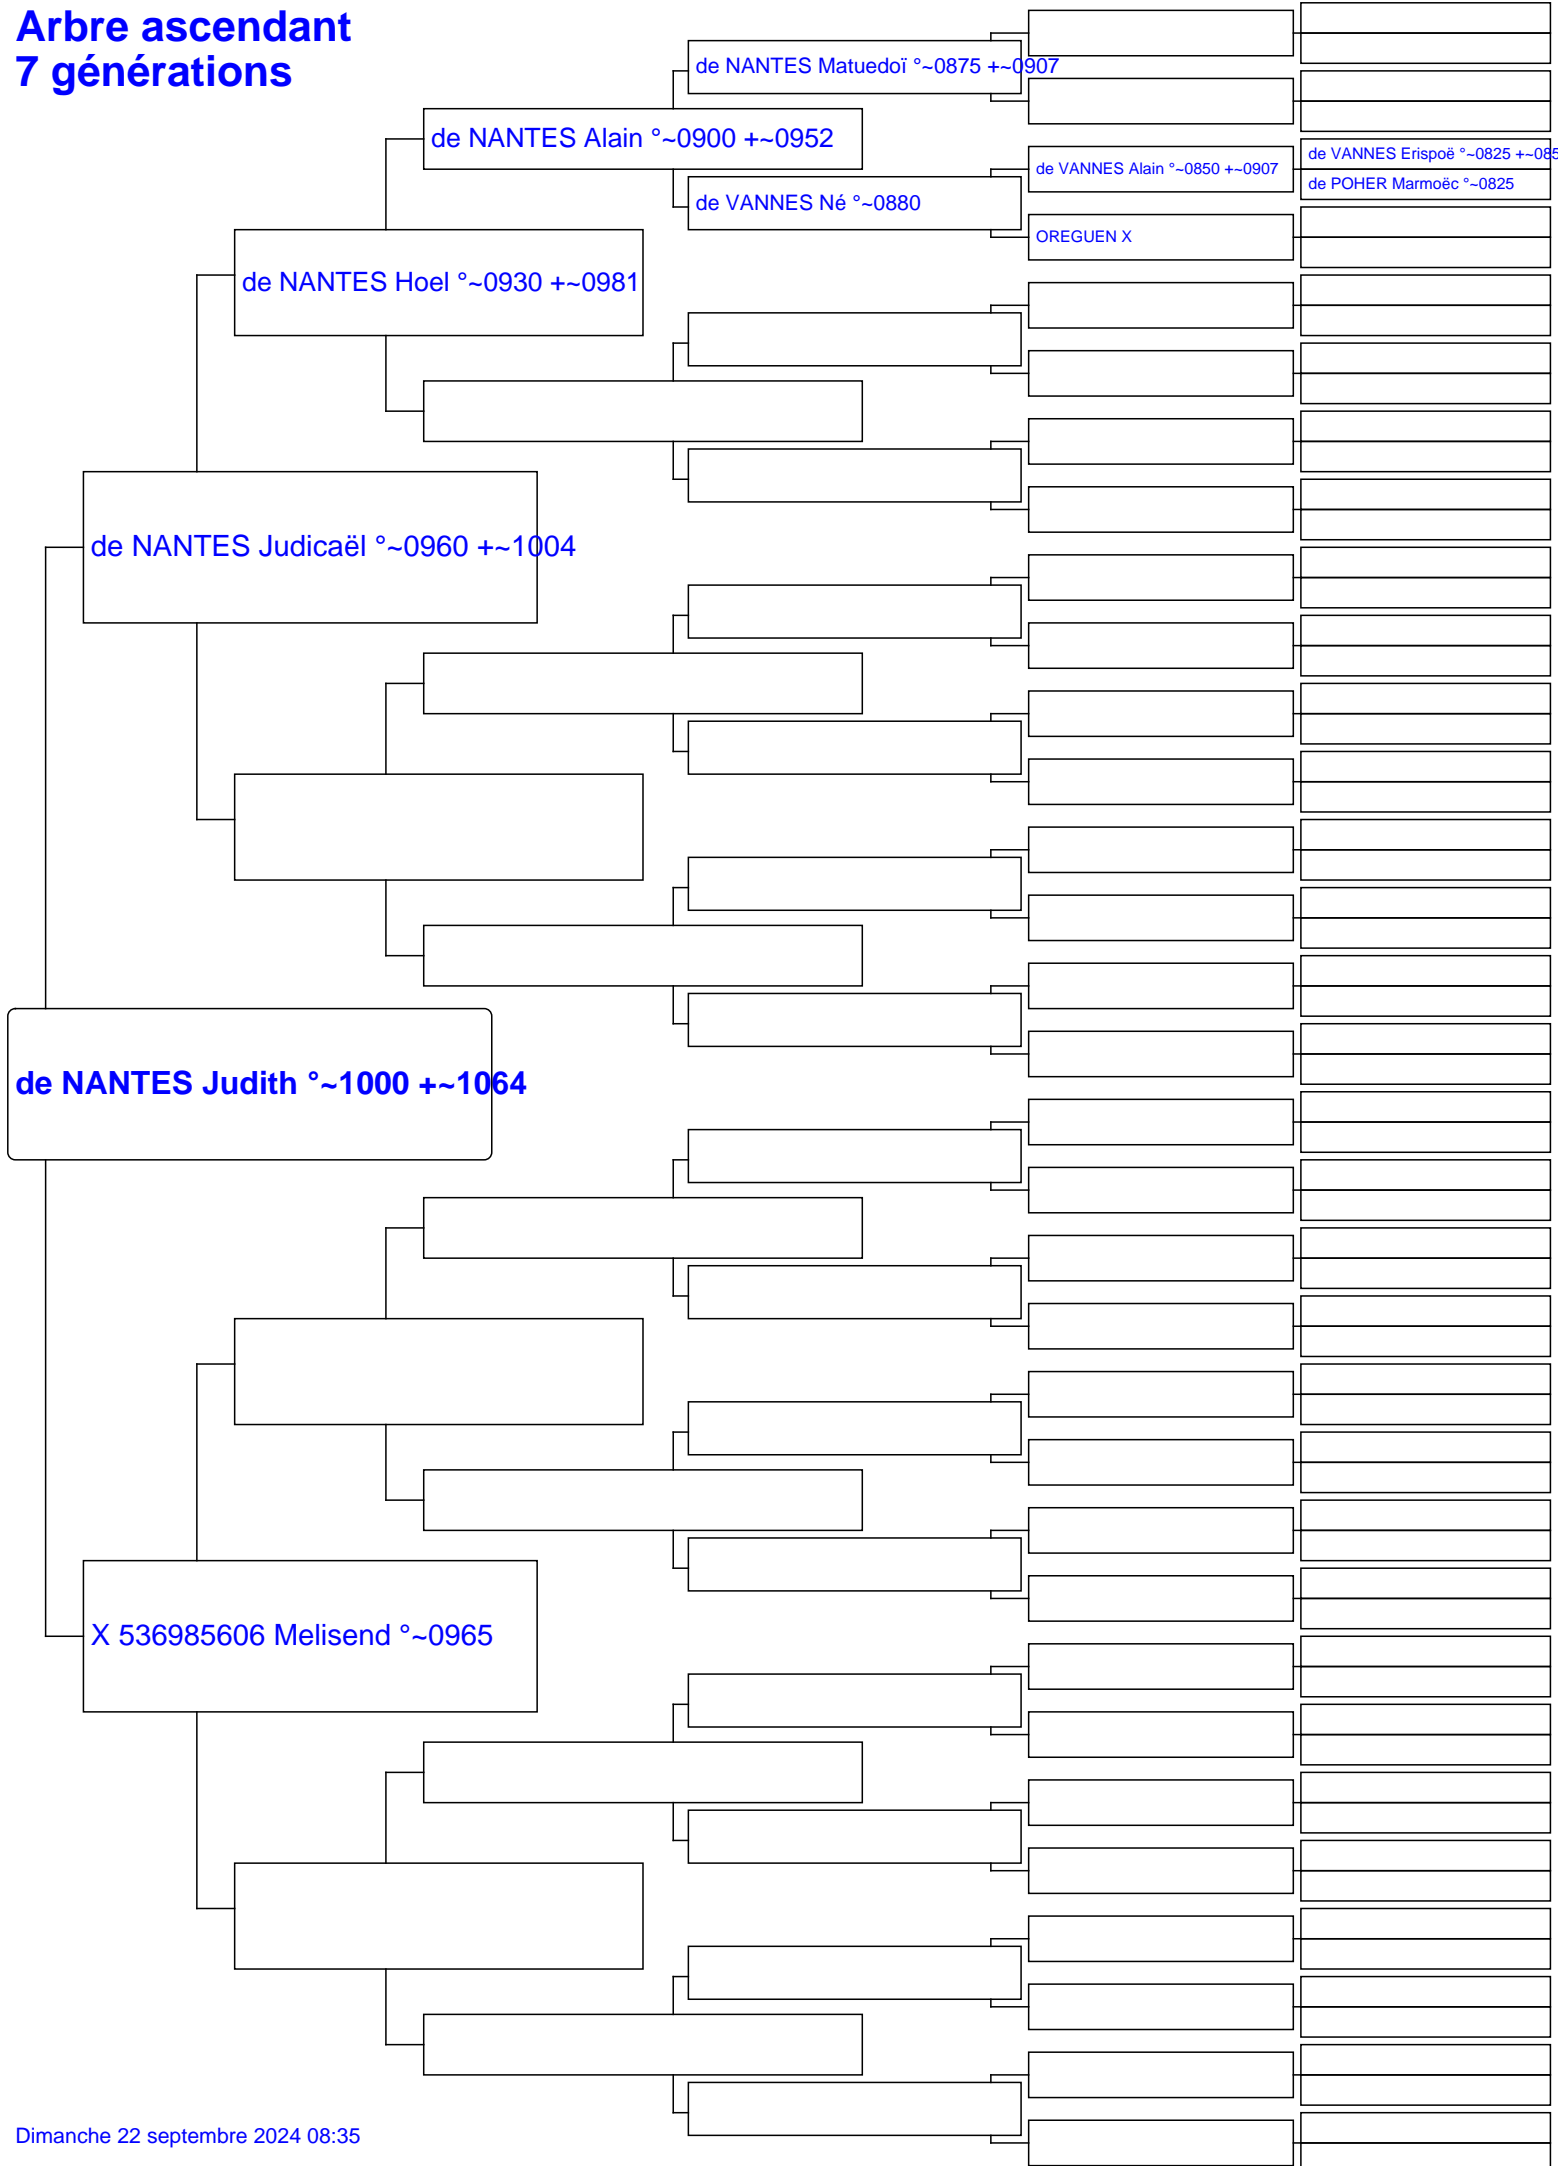 Arbre ascendant
7 générations
de NANTES Matuedoï °~0875 +~0907
de NANTES Alain °~0900 +~0952
de VANNES Erispoë °~0825 +~085
de VANNES Alain °~0850 +~0907
de POHER Marmoëc °~0825
de VANNES Né °~0880
OREGUEN X
de NANTES Hoel °~0930 +~0981
de NANTES Judicaël °~0960 +~1004
de NANTES Judith °~1000 +~1064
X 536985606 Melisend °~0965
Dimanche 22 septembre 2024 08:35